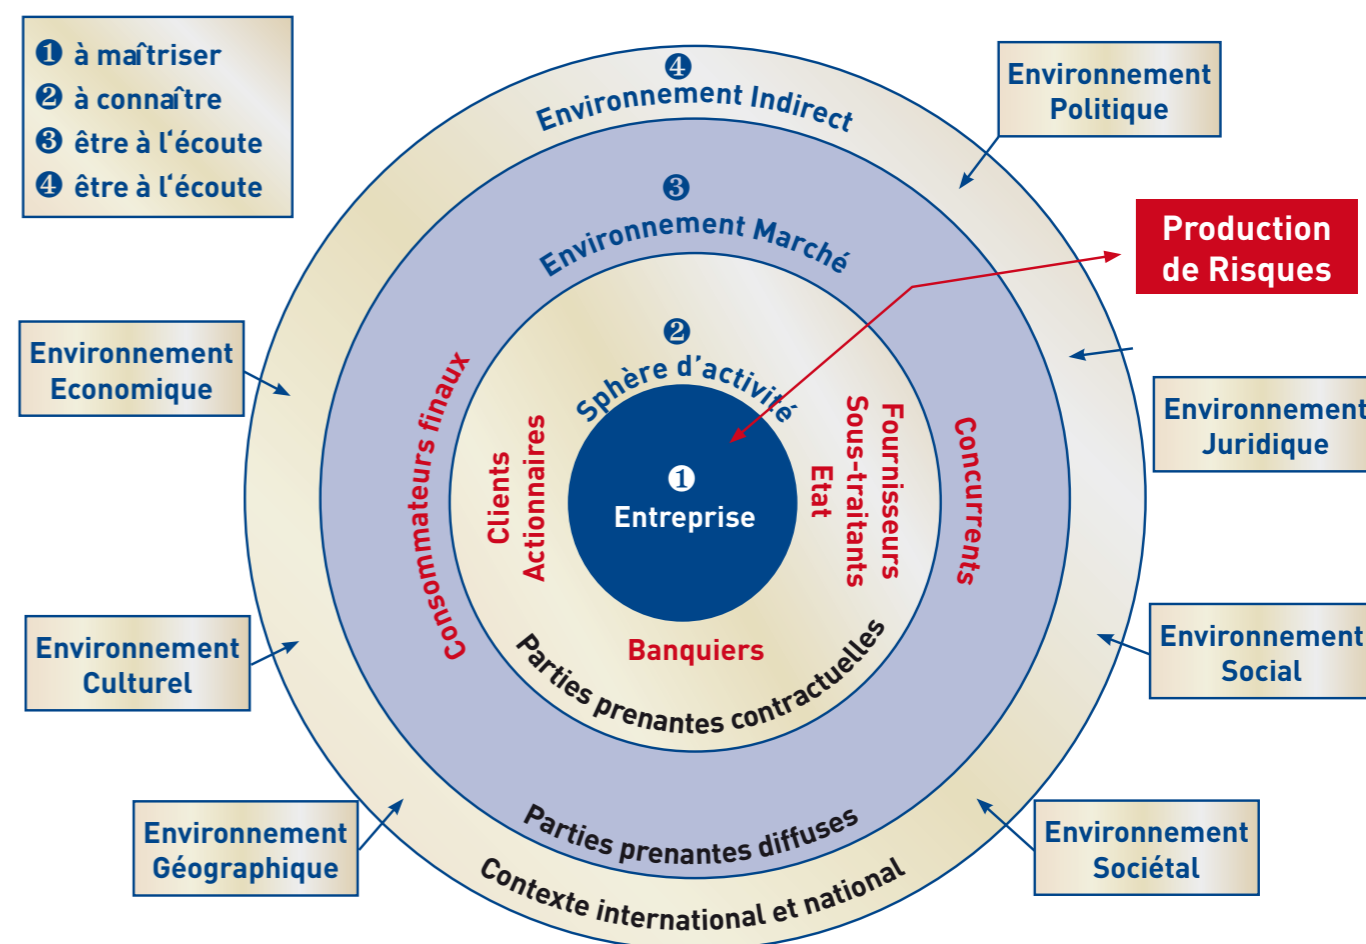 ❶ à maîtriser
❷ à connaître
❸ être à l‘écoute
❹ être à l‘écoute
❹
Environnement Indirect
Environnement
Politique
❸
Environnement Marché
Production
de Risques
❷
Sphère d’activité
Environnement
Economique
Environnement
Juridique
Consommateurs finaux
Clients
Actionnaires
❶
Entreprise
Etat
Sous-traitants
Fournisseurs
Concurrents
Banquiers
Parties prenantes contractuelles
Environnement
Culturel
Environnement
Social
Parties prenantes diffuses
Environnement
Géographique
Environnement
Sociétal
Contexte international et national